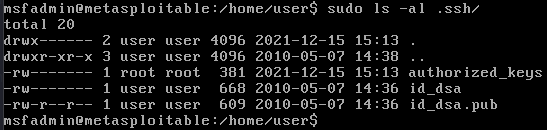 msfadmin@metasploitable:/home/user$ sudo ls -al .ssh/
total 20
drwx------ 2 user user 4096 2021-12-15 15:13 .
drwxr-xr-x 3 user user 4096 2010-05-07 14:38 ..
-rw------- 1 root root  381 2021-12-15 15:13 authorized_keys
-rw------- 1 user user  668 2010-05-07 14:36 id_dsa
-rw-r--r-- 1 user user  609 2010-05-07 14:36 id_dsa.pub
msfadmin@metasploitable:/home/user$